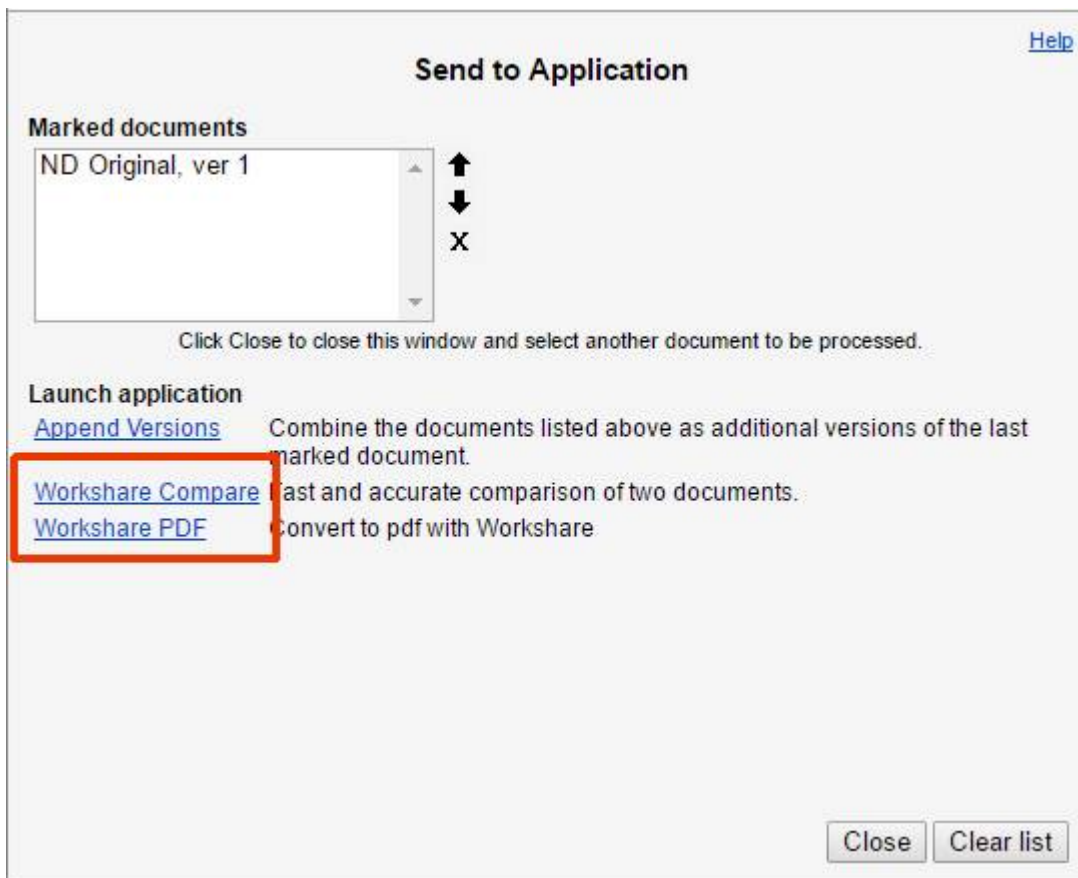 Help
Send to Application
Marked documents
ND Original, ver 1
X
Click Close to close this window and select another document to be processed.
Launch application
Append Versions Combine the documents listed above as additional versions of the last
marked document.
Workshare Compare Fast and accurate comparison of two documents.
Workshare PDF Convert to pdf with Workshare
Close Clear list